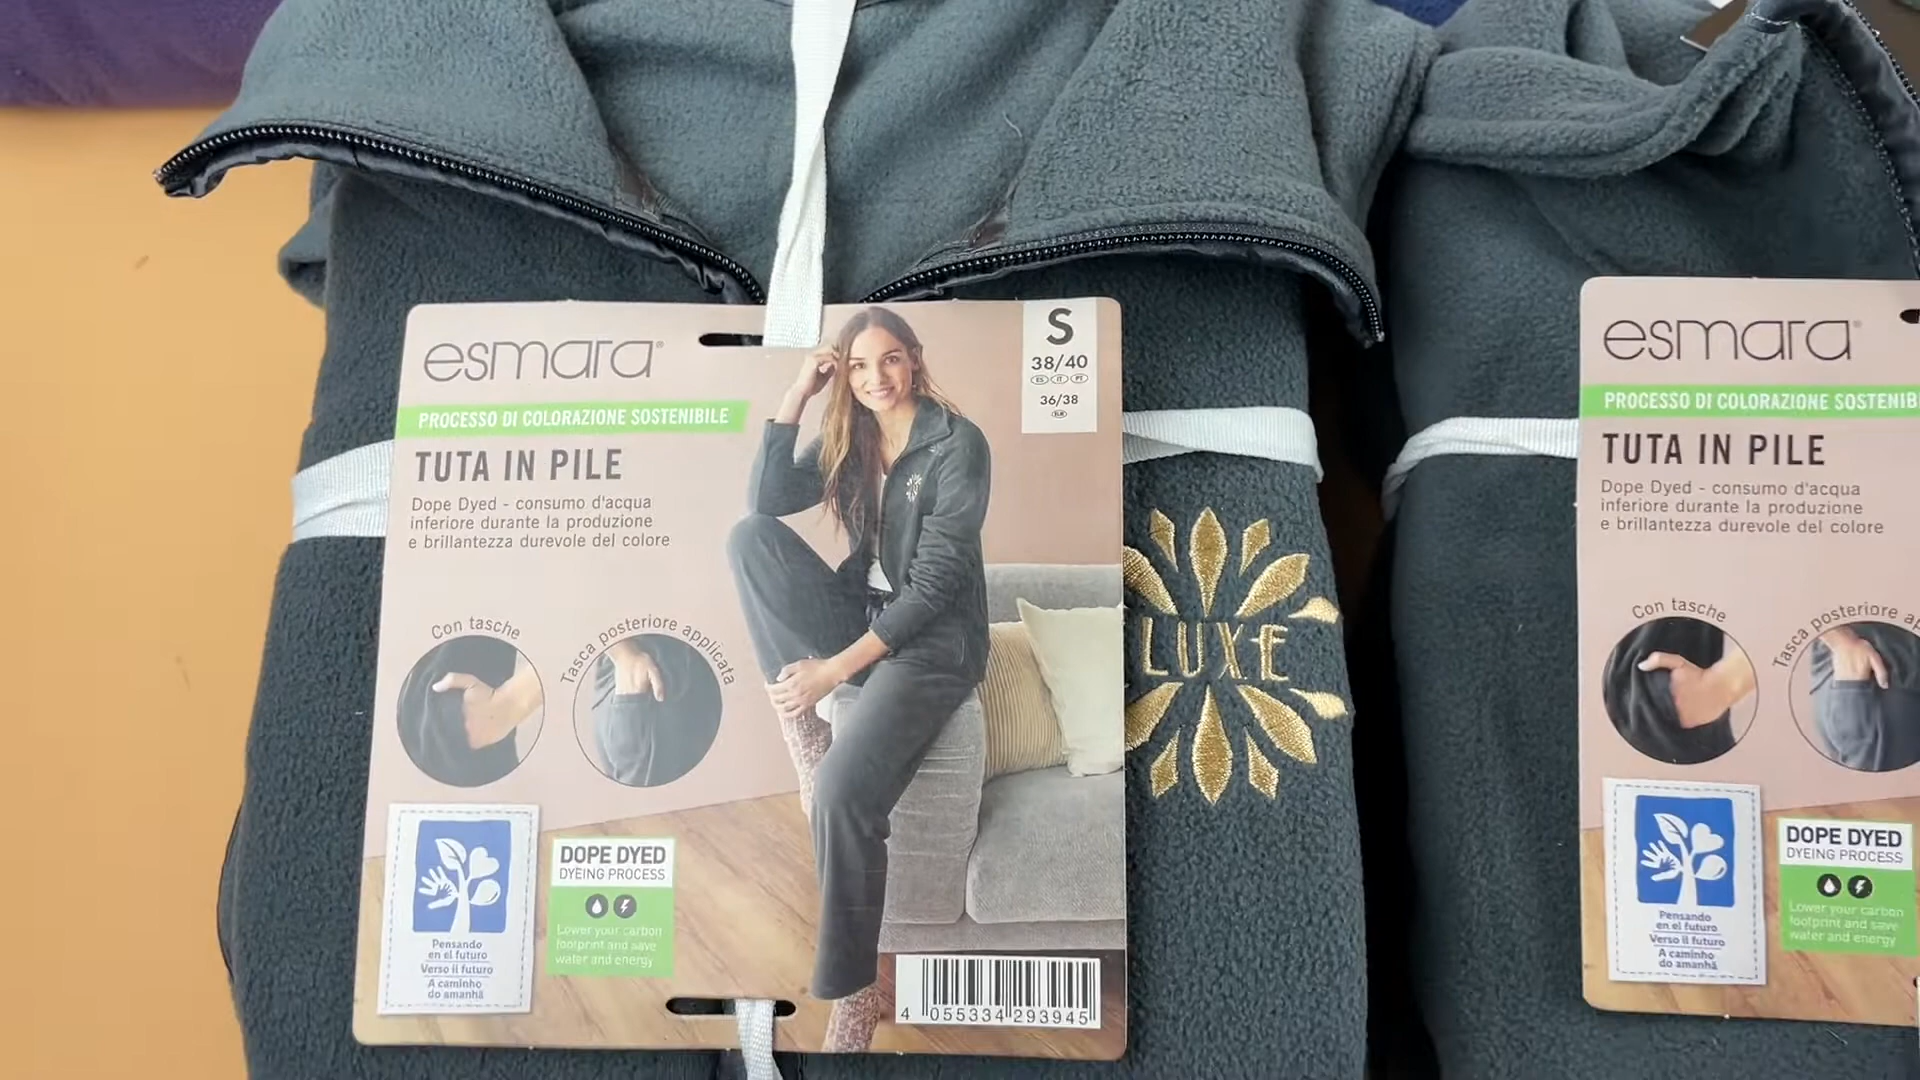 esmara®
PROCESSO DI COLORAZIONE SOSTENIBILE
TUTA IN PILE
Dope Dyed - consumo d'acqua
inferiore durante la produzione
e brillantezza durevole del colore
Con tasche
Tasca posteriore applicata
S
38/40
ES IT PT
36/38
EUR
Pensando
en el futuro
Verso il futuro
A caminho
do amanhã
DOPE DYED
DYEING PROCESS
Lower your carbon
footprint and save
water and energy
4 055334 293945
LUXE
esmara®
PROCESSO DI COLORAZIONE SOSTENIB
TUTA IN PILE
Dope Dyed - consumo d'acqua
inferiore durante la produzione
e brillantezza durevole del colore
Con tasche
Tasca posteriore ap
Pensando
en el futuro
Verso il futuro
A caminho
do amanhã
DOPE DYED
DYEING PROCESS
Lower your carbon
footprint and save
water and energy